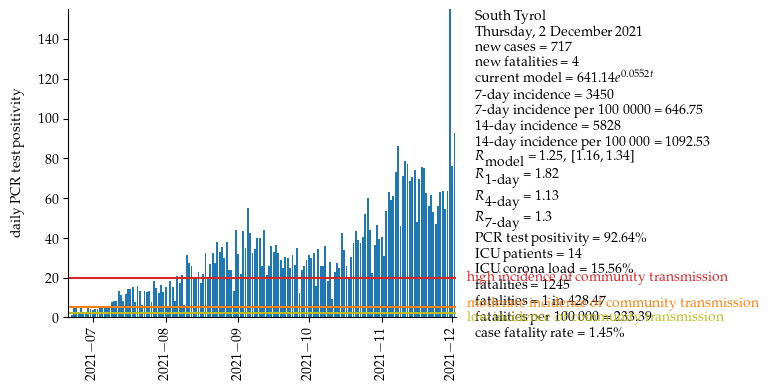 South Tyrol
Thursday, 2 December 2021
new cases = 717
new fatalities = 4
current model = 641.14e^0.0552t
7-day incidence = 3450
7-day incidence per 100 0000 = 646.75
14-day incidence = 5828
14-day incidence per 100 000 = 1092.53
R_model = 1.25, [1.16, 1.34]
R_1-day = 1.82
R_4-day = 1.13
R_7-day = 1.3
PCR test positivity = 92.64%
ICU patients = 14
ICU corona load = 15.56%
high incidence of community transmission
fatalities = 1245
fatalities = 1 in 428.47
moderate incidence of community transmission
fatalities per 100 000 = 233.39
low incidence of community transmission
case fatality rate = 1.45%
daily PCR test positivity
140
120
100
80
60
40
20
0
2021-07
2021-08
2021-09
2021-10
2021-11
2021-12